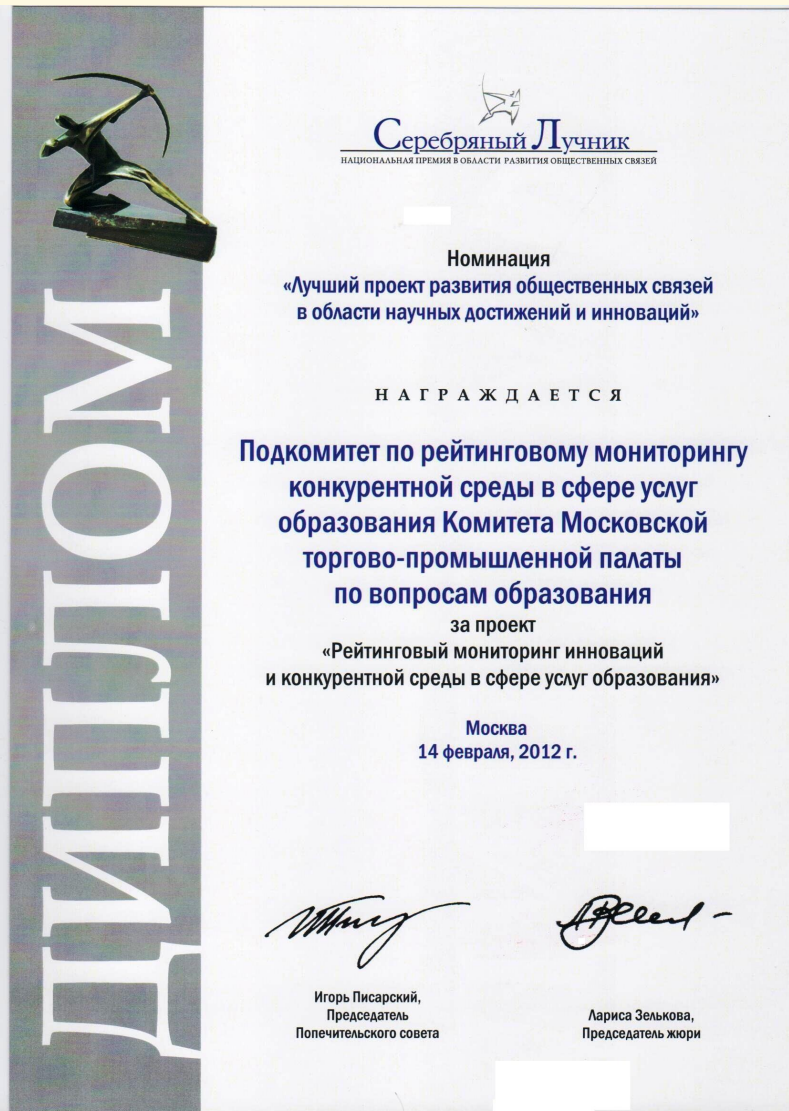 ДИПЛОМ
Серебряный Лучник
НАЦИОНАЛЬНАЯ ПРЕМИЯ В ОБЛАСТИ РАЗВИТИЯ ОБЩЕСТВЕННЫХ СВЯЗЕЙ
Номинация
«Лучший проект развития общественных связей
в области научных достижений и инноваций»
НАГРАЖДАЕТСЯ
Подкомитет по рейтинговому мониторингу
конкурентной среды в сфере услуг
образования Комитета Московской
торгово-промышленной палаты
по вопросам образования
за проект
«Рейтинговый мониторинг инноваций
и конкурентной среды в сфере услуг образования»
Москва
14 февраля, 2012 г.
Игорь Писарский,
Председатель
Попечительского совета
Лариса Зелькова,
Председатель жюри